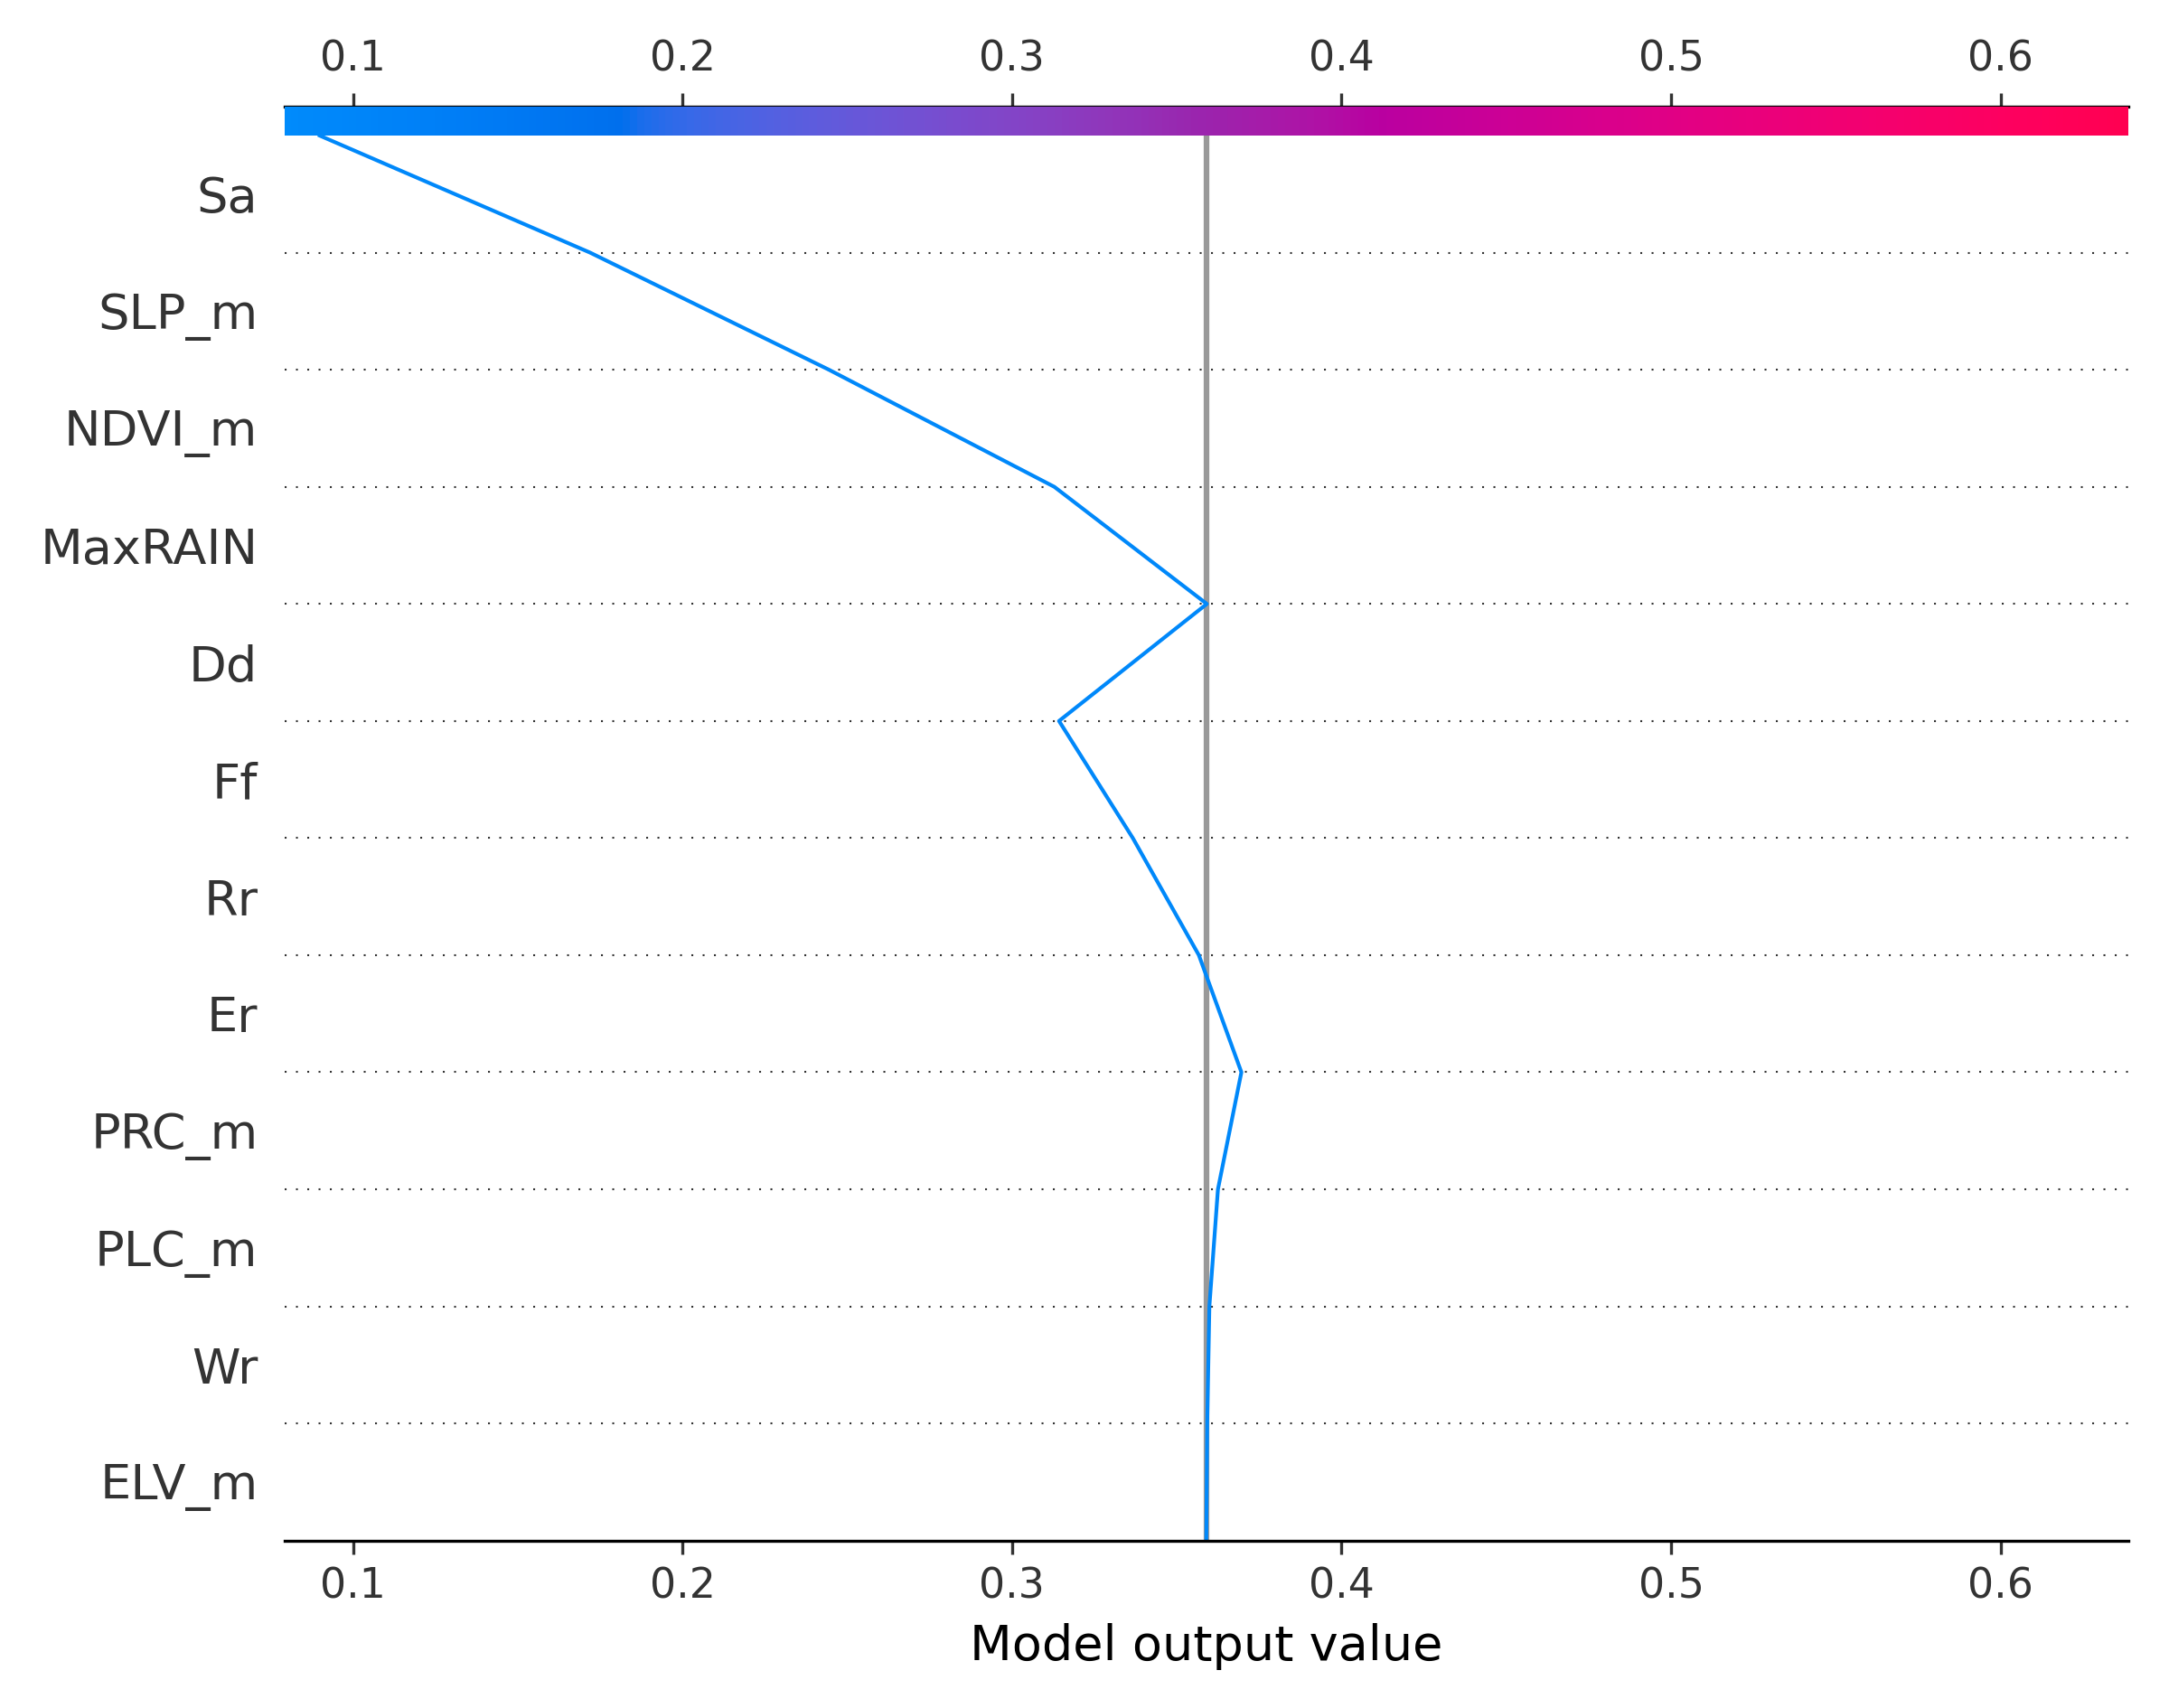 0.1 0.2 0.3 0.4 0.5 0.6
Sa
SLP_m
NDVI_m
MaxRAIN
Dd
Ff
Rr
Er
PRC_m
PLC_m
Wr
ELV_m
0.1 0.2 0.3 0.4 0.5 0.6
Model output value